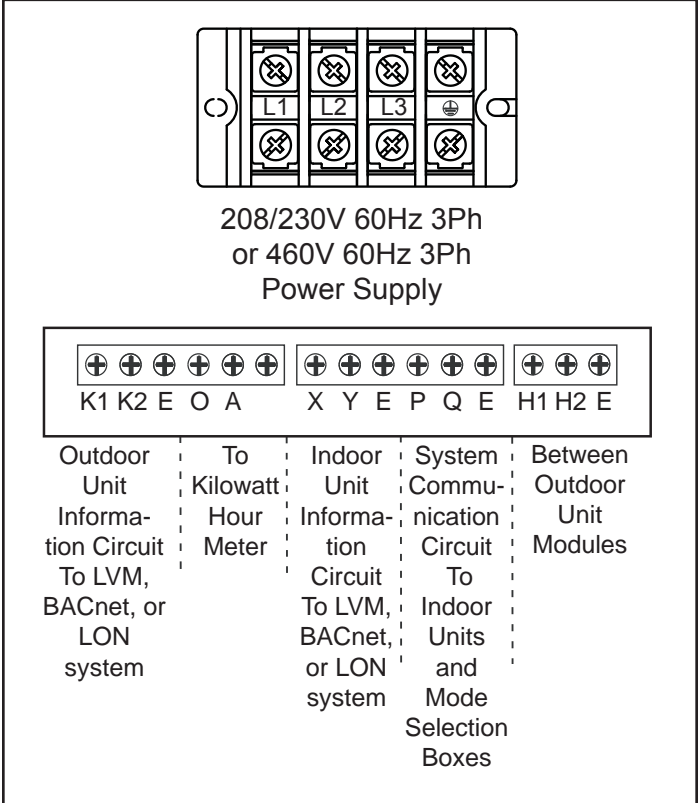 L1 L2 L3 ⏚
208/230V 60Hz 3Ph
or 460V 60Hz 3Ph
Power Supply
K1 K2 E O A X Y E P Q E H1 H2 E
Outdoor
Unit
Informa-
tion Circuit
To LVM,
BACnet, or
LON
system
To
Kilowatt
Hour
Meter
Indoor
Unit
Informa-
tion
Circuit
To LVM,
BACnet,
or LON
system
System
Commu-
nication
Circuit
To
Indoor
Units
and
Mode
Selection
Boxes
Between
Outdoor
Unit
Modules